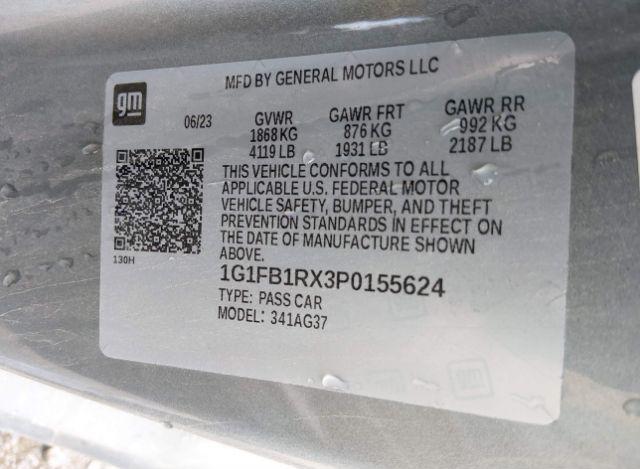 MFD BY GENERAL MOTORS LLC
gm
06/23 GVWR GAWR FRT GAWR RR
1868 KG 876 KG 992 KG
4119 LB 1931 LB 2187 LB
THIS VEHICLE CONFORMS TO ALL
APPLICABLE U.S. FEDERAL MOTOR
VEHICLE SAFETY, BUMPER, AND THEFT
PREVENTION STANDARDS IN EFFECT ON
THE DATE OF MANUFACTURE SHOWN
ABOVE.
130H
1G1FB1RX3P0155624
TYPE: PASS CAR
MODEL: 341AG37